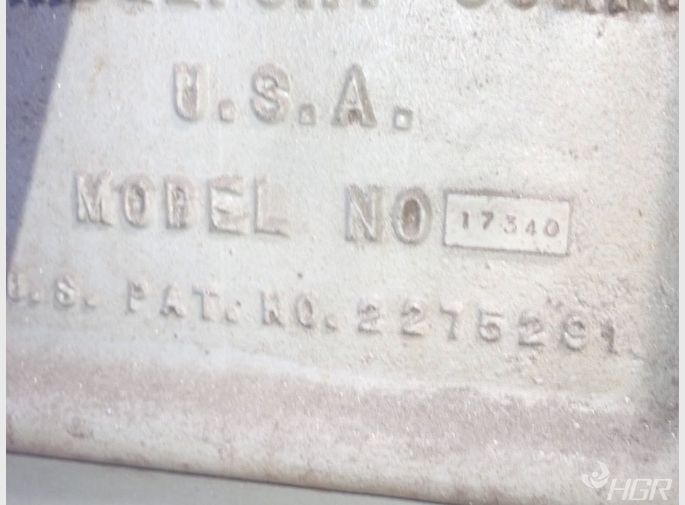 U.S.A.
MODEL NO 17340
U.S. PAT. NO. 2275291
HGR